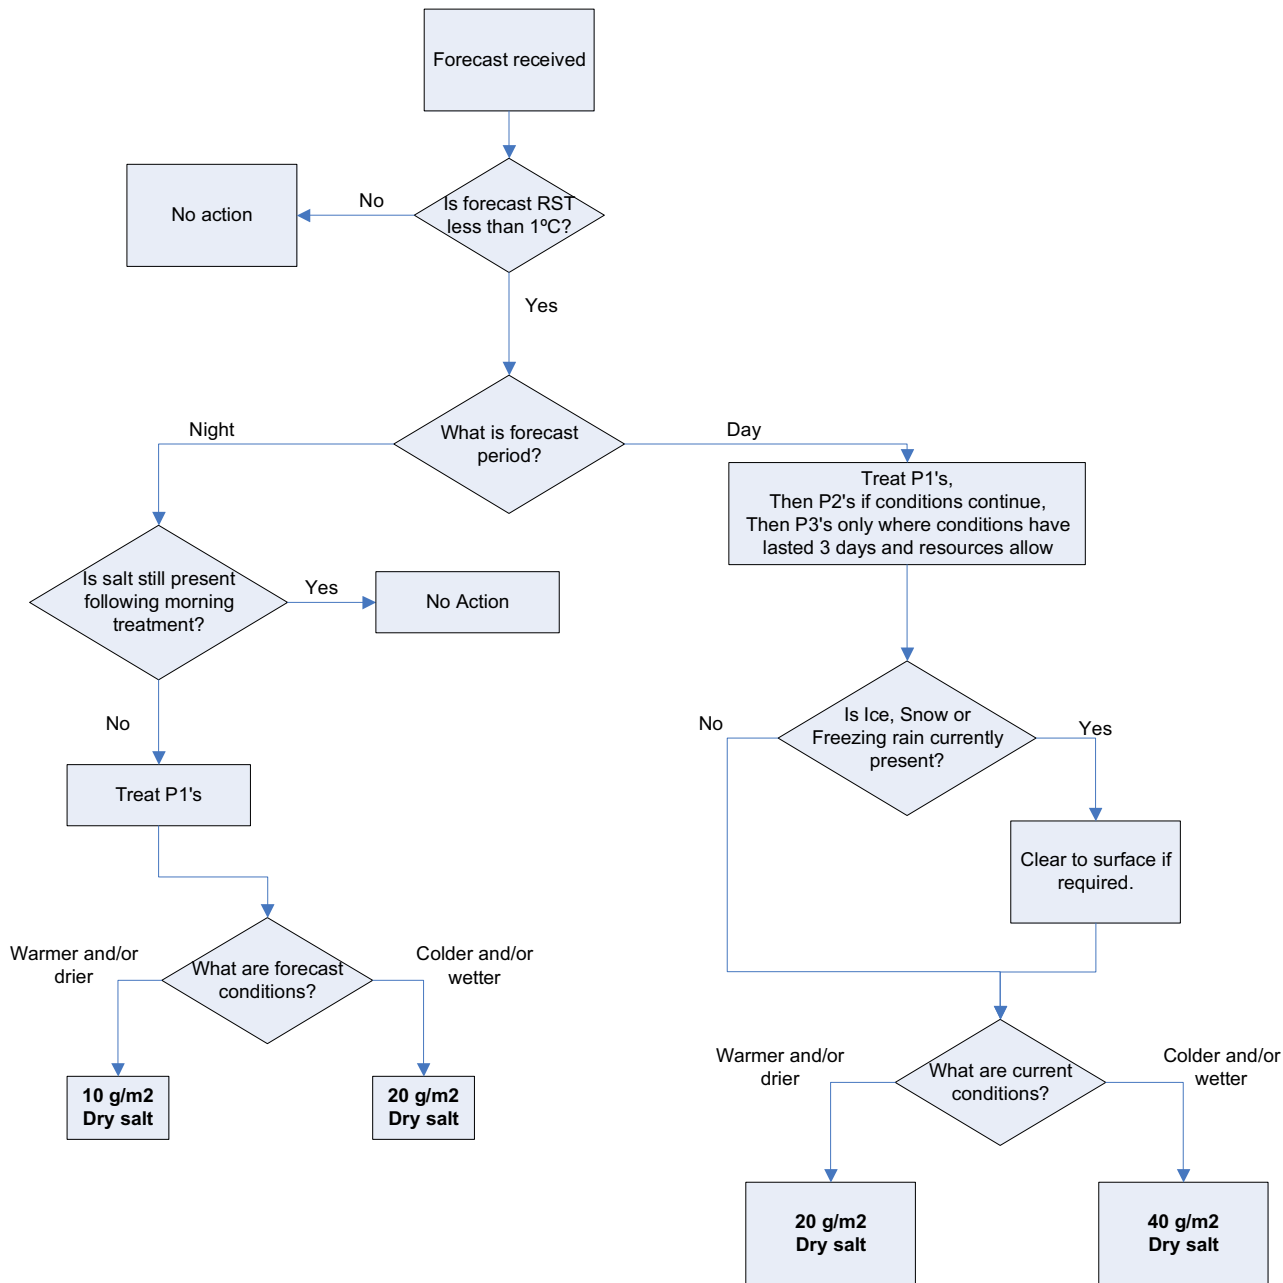 Forecast received
Is forecast RST
less than 1ºC?
No
No action
Yes
What is forecast
period?
Night
Day
Treat P1's,
Then P2's if conditions continue,
Then P3's only where conditions have
lasted 3 days and resources allow
Is salt still present
following morning
treatment?
Yes
No Action
No
Treat P1's
Is Ice, Snow or
Freezing rain currently
present?
No
Yes
Clear to surface if
required.
What are forecast
conditions?
Warmer and/or
drier
Colder and/or
wetter
10 g/m2
Dry salt
20 g/m2
Dry salt
What are current
conditions?
Warmer and/or
drier
Colder and/or
wetter
20 g/m2
Dry salt
40 g/m2
Dry salt